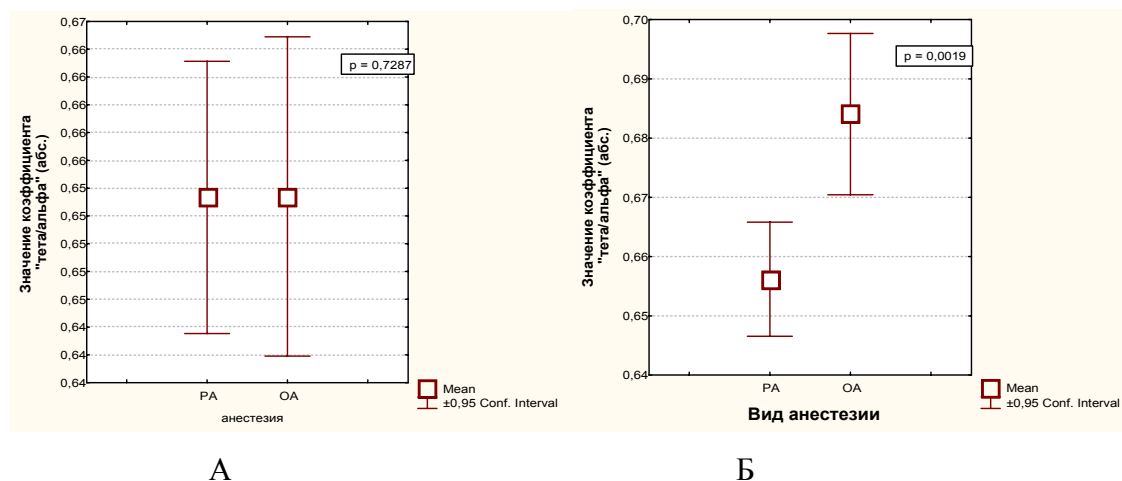 0,67
0,66
0,66
0,66
0,66
0,66
0,65
0,65
0,65
0,65
0,65
0,64
0,64
0,64
Значение коэффициента
"тета/альфа" (абс.)
p = 0,7287
РА
ОА
анестезия
Mean
±0,95 Conf. Interval
А
0,70
0,69
0,68
0,67
0,66
0,65
0,64
Значение коэффициента
"тета/альфа" (абс.)
p = 0,0019
РА
ОА
Вид анестезии
Mean
±0,95 Conf. Interval
Б